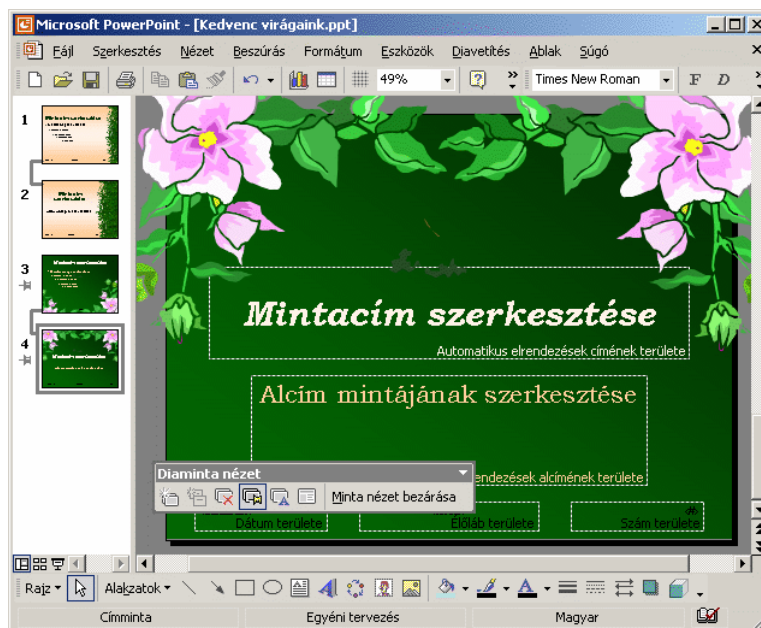 Microsoft PowerPoint - [Kedvenc virágaink.ppt]
Fájl Szerkesztés Nézet Beszúrás Formátum Eszközök Diavetítés Ablak Súgó
49% Times New Roman F D
1
2
3
4
Mintacím szerkesztése
Automatikus elrendezések címének területe
Alcím mintájának szerkesztése
rendezések alcímének területe
Diaminta nézet
Minta nézet bezárása
Dátum területe Élőláb területe Szám területe
Rajz Alakzatok
Címminta Egyéni tervezés Magyar